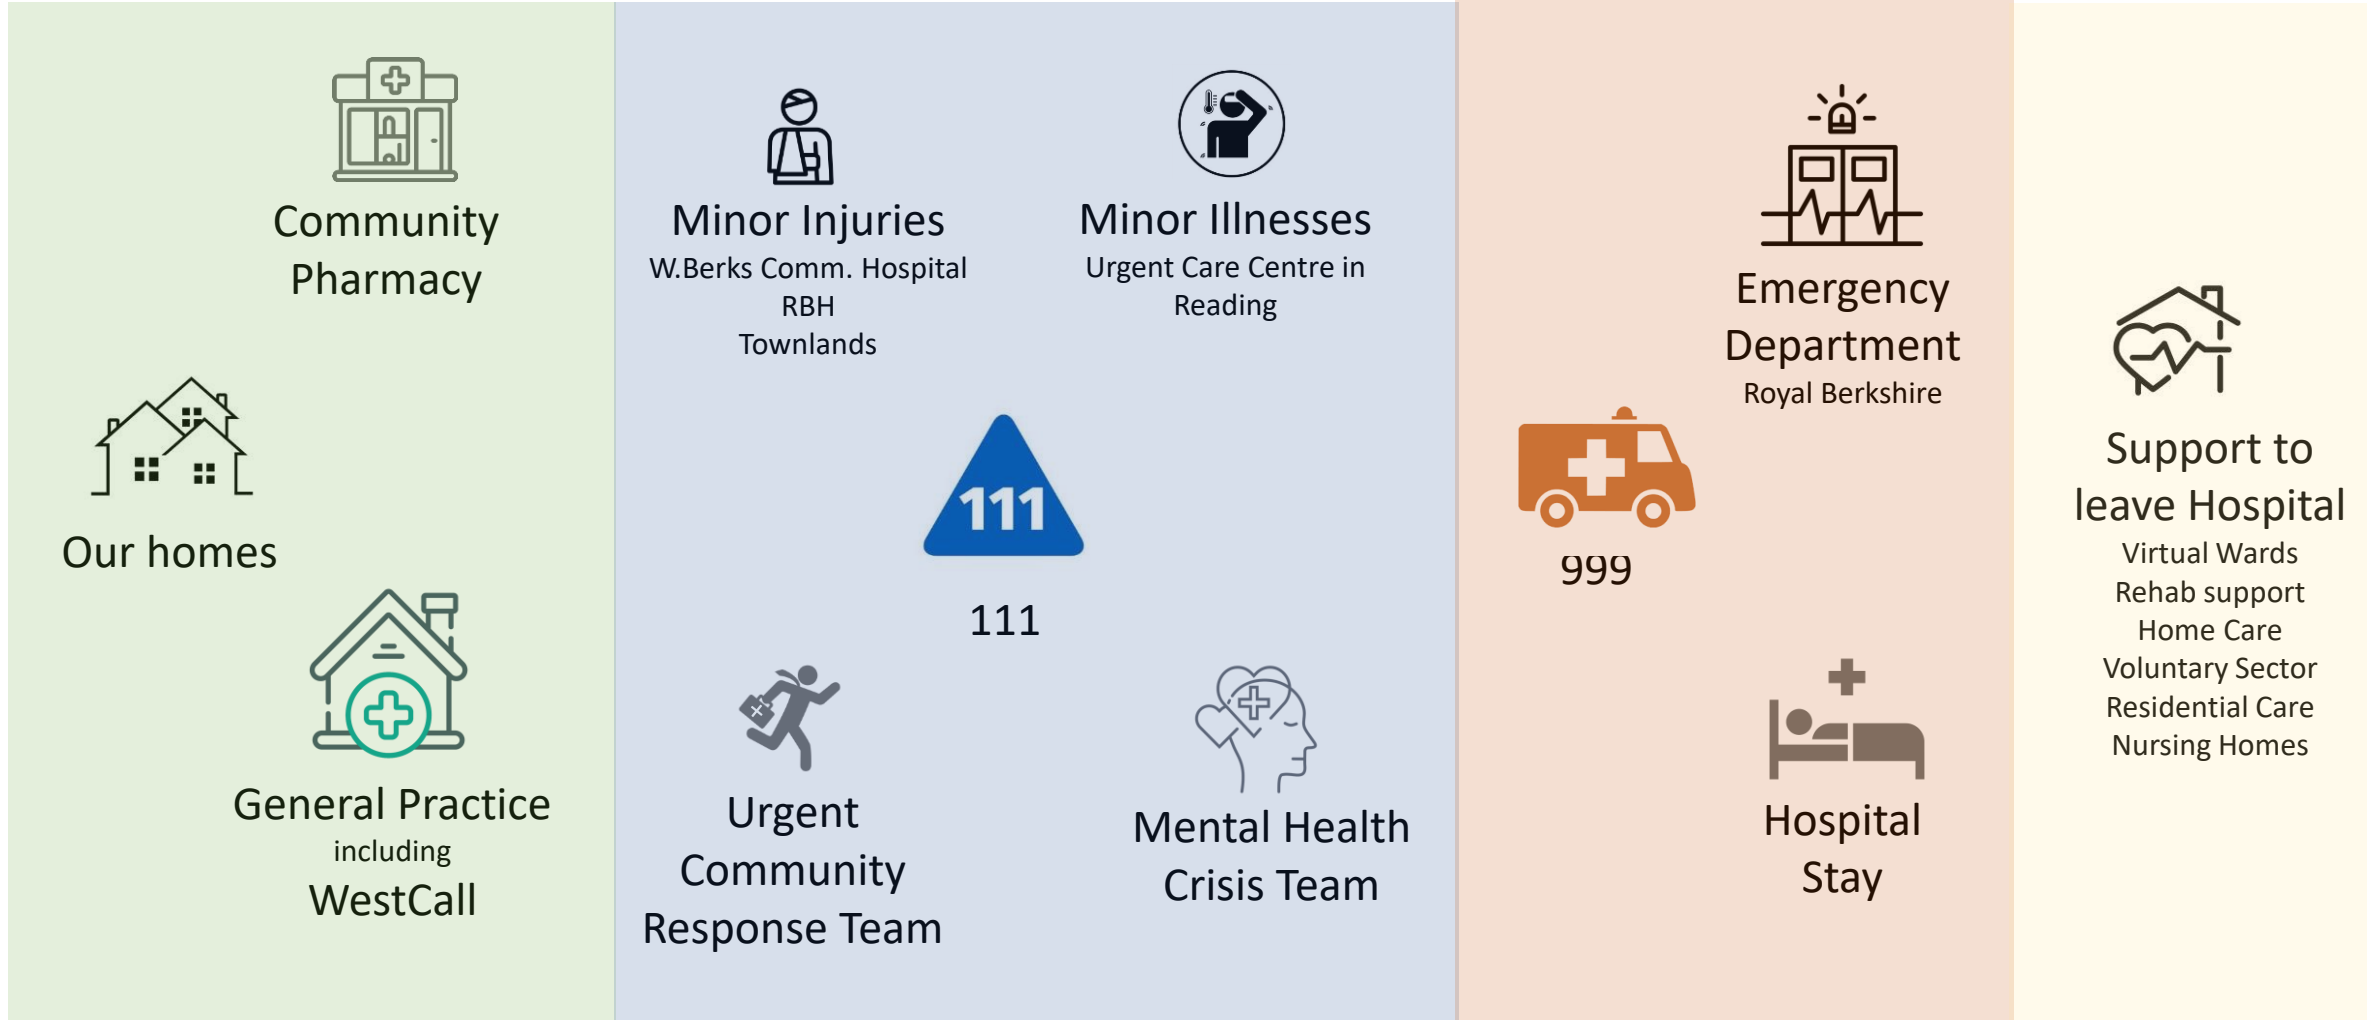 Community
Pharmacy
Our homes
General Practice
including
WestCall
Minor Injuries
W.Berks Comm. Hospital
RBH
Townlands
Minor Illnesses
Urgent Care Centre in
Reading
111
111
Urgent
Community
Response Team
Mental Health
Crisis Team
Emergency
Department
Royal Berkshire
999
Hospital
Stay
Support to
leave Hospital
Virtual Wards
Rehab support
Home Care
Voluntary Sector
Residential Care
Nursing Homes